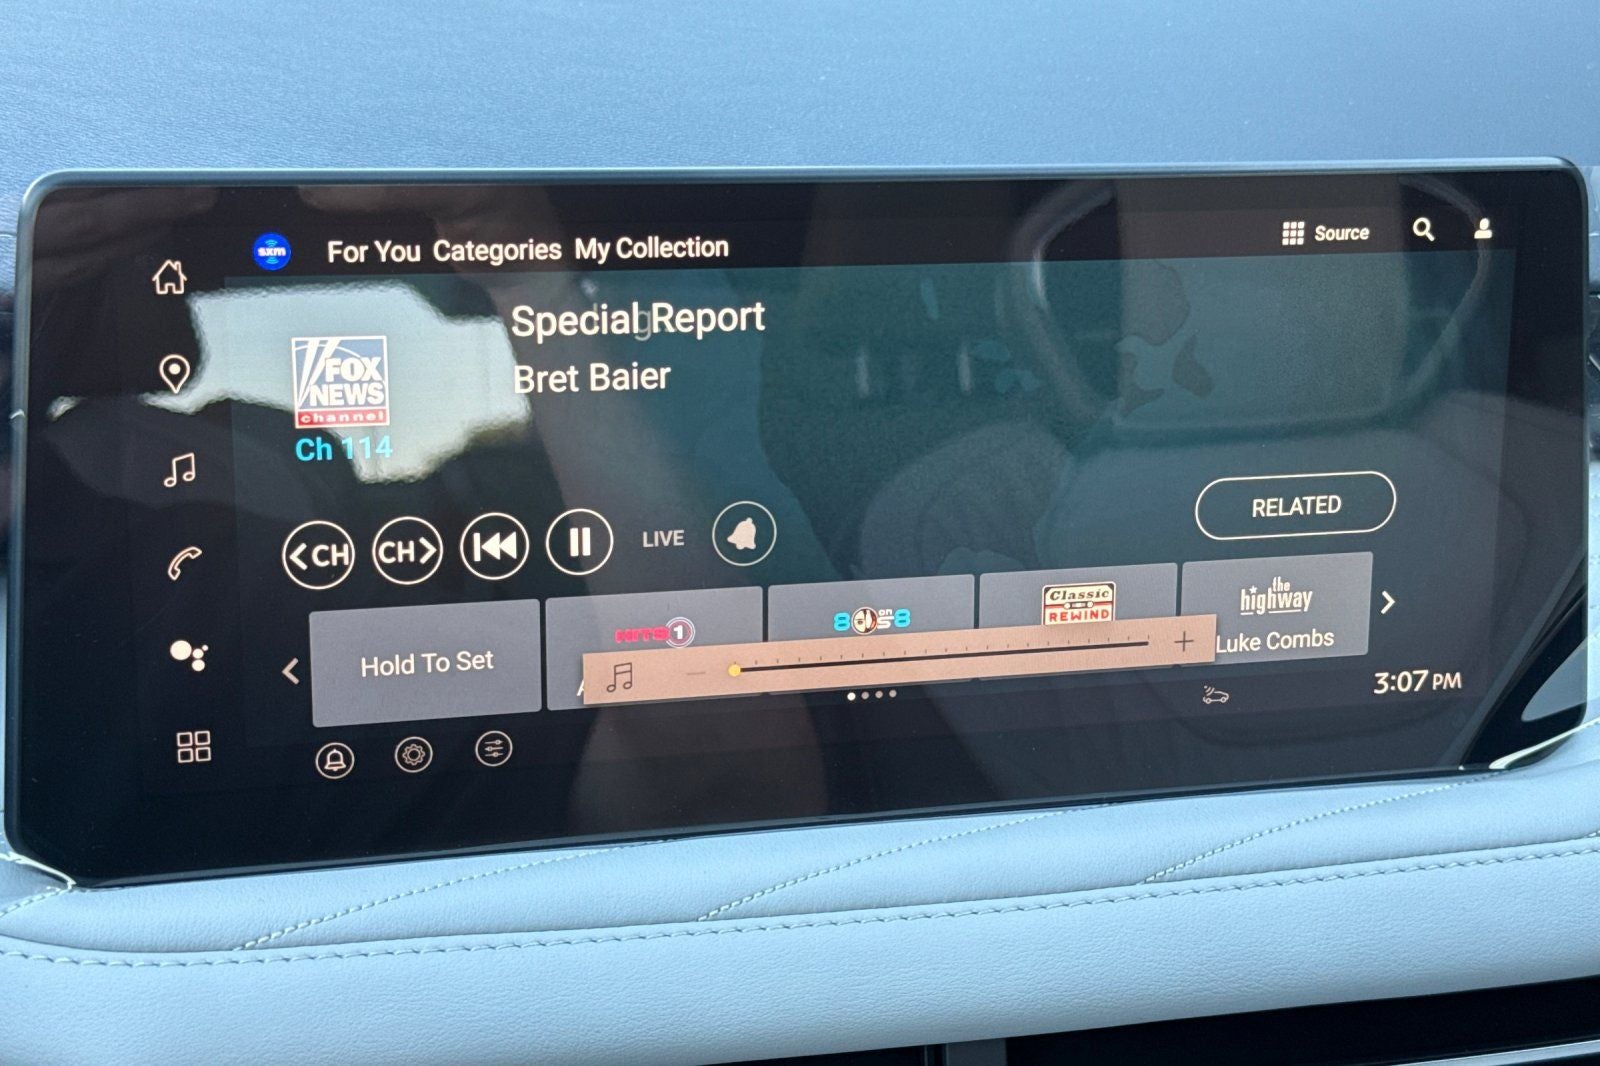 sxm For You Categories My Collection Source
Special Report
Bret Baier
FOX
NEWS
channel
Ch 114
<CH CH> LIVE RELATED
Hold To Set
HITS 1
80s on 8
Classic
REWIND
the
highway
Luke Combs
3:07 PM